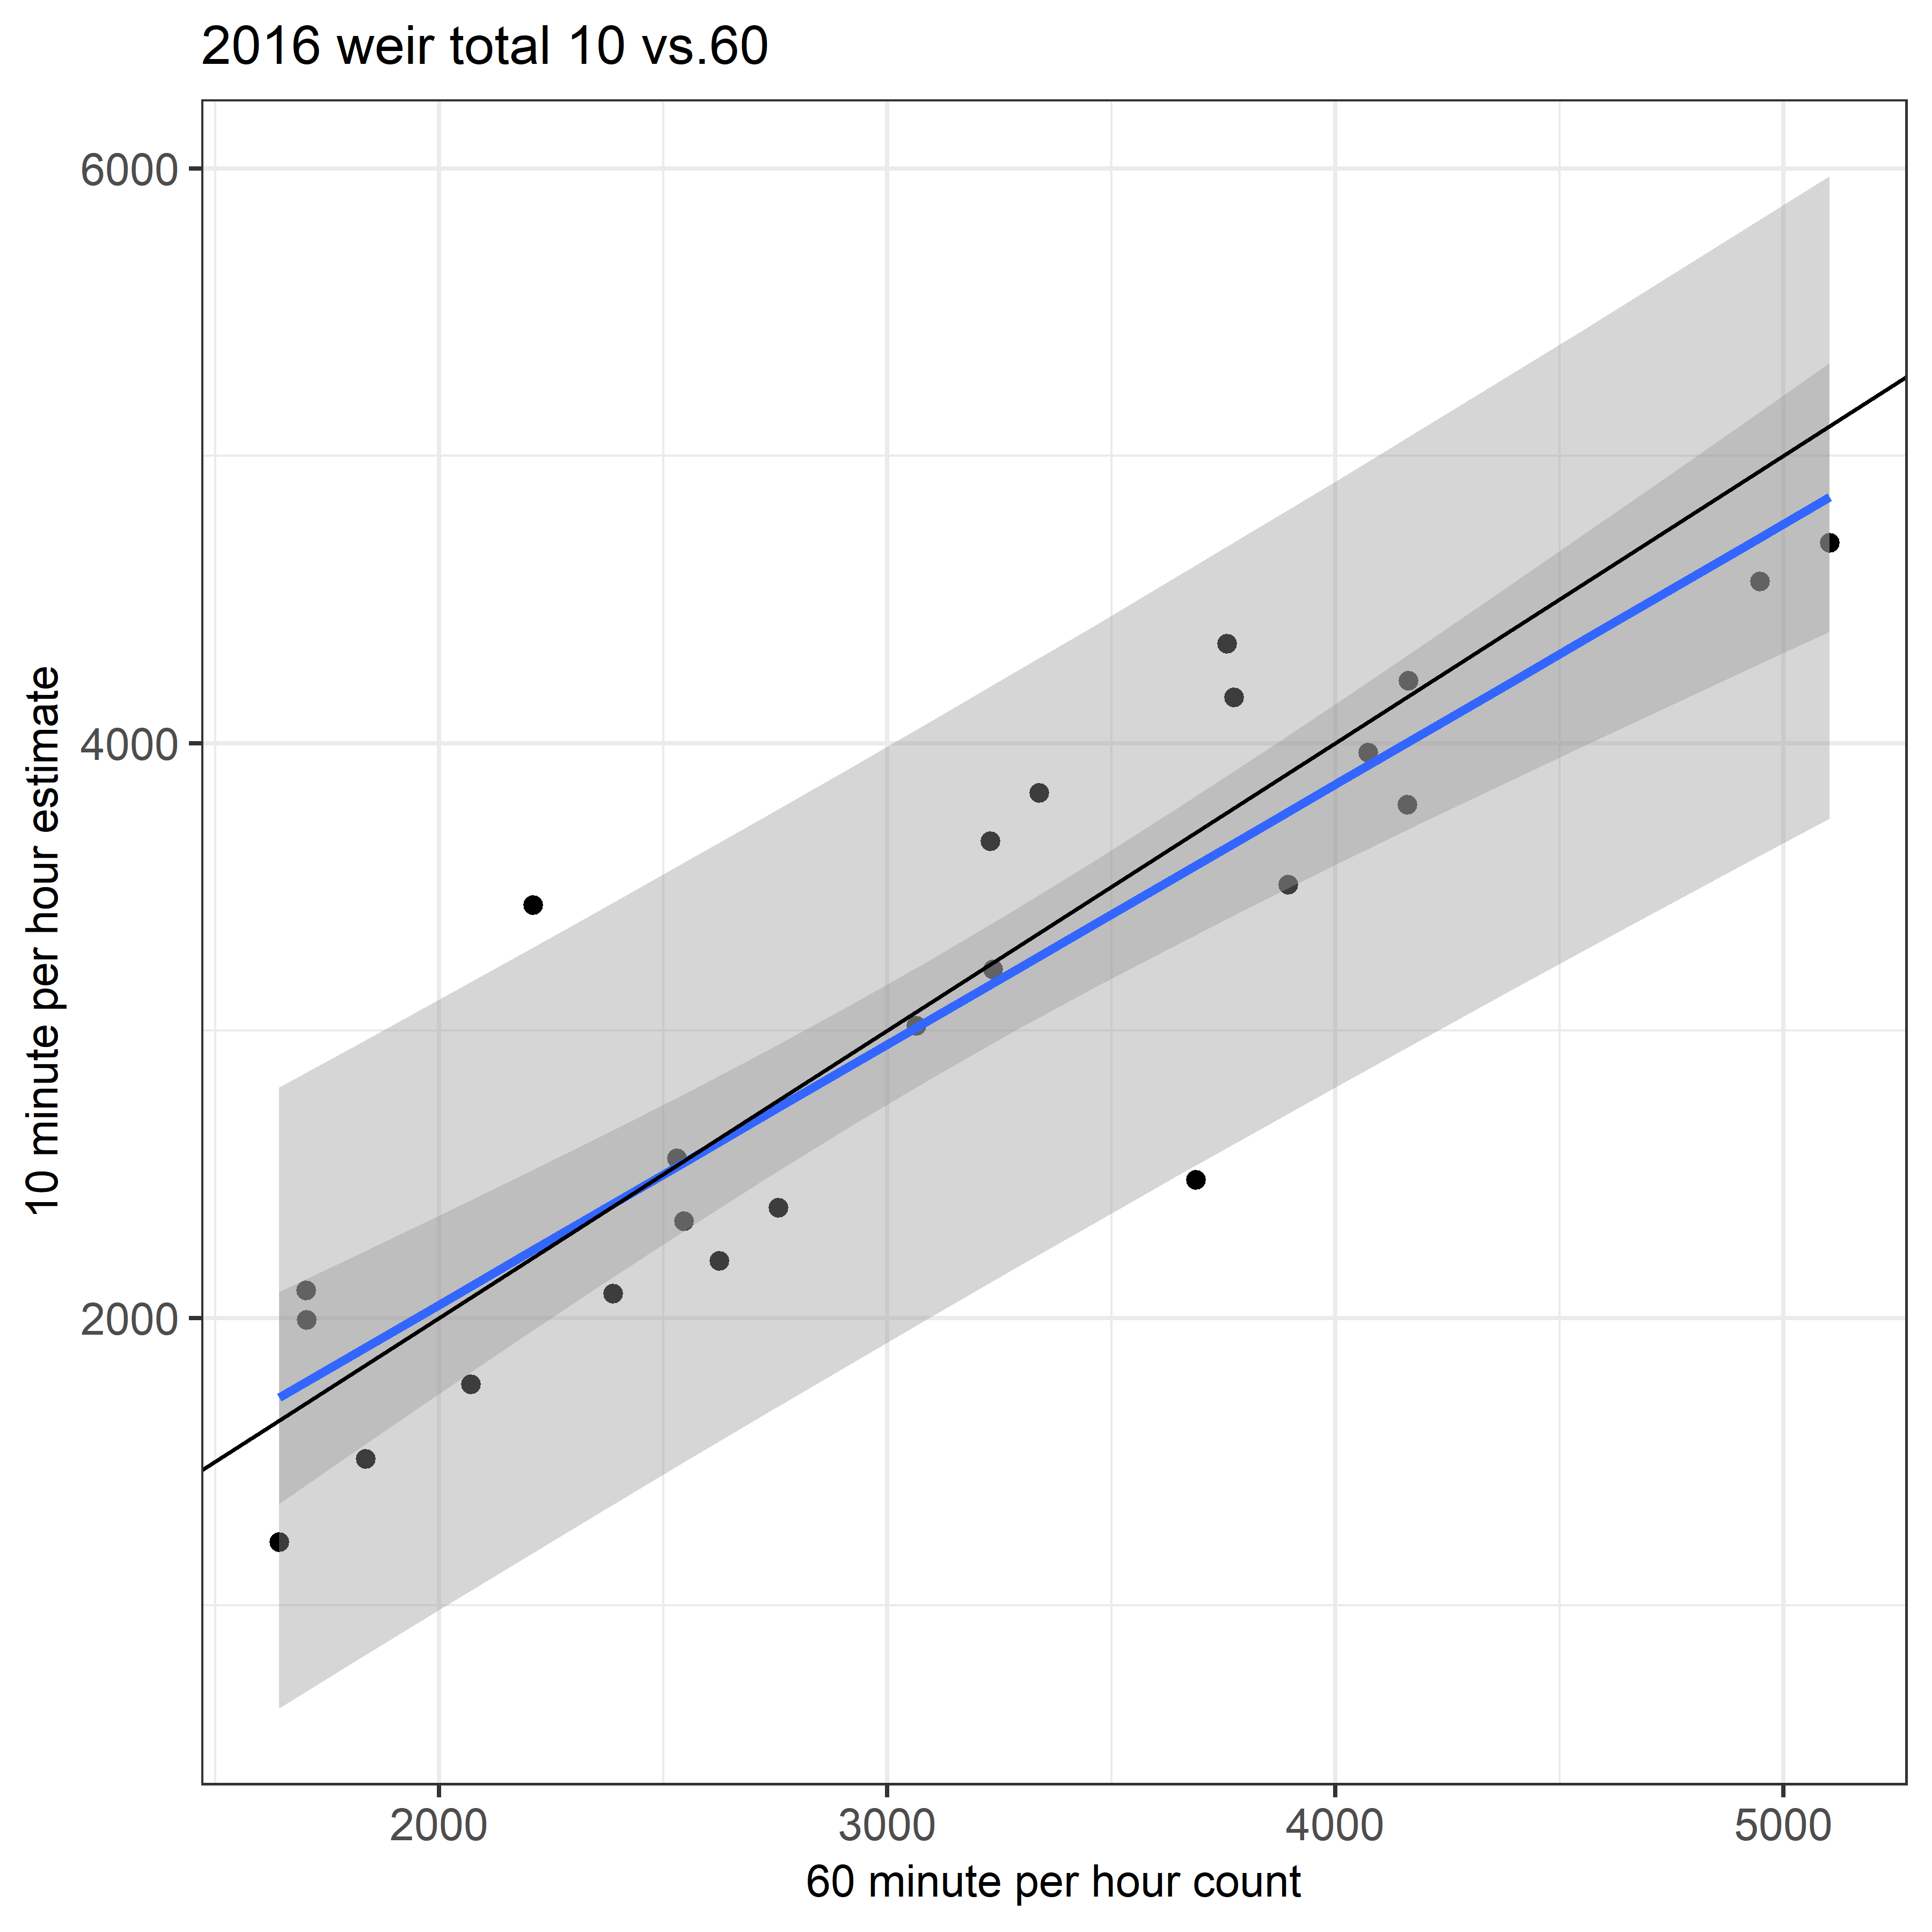 2016 weir total 10 vs.60
6000
4000
2000
10 minute per hour estimate
2000 3000 4000 5000
60 minute per hour count